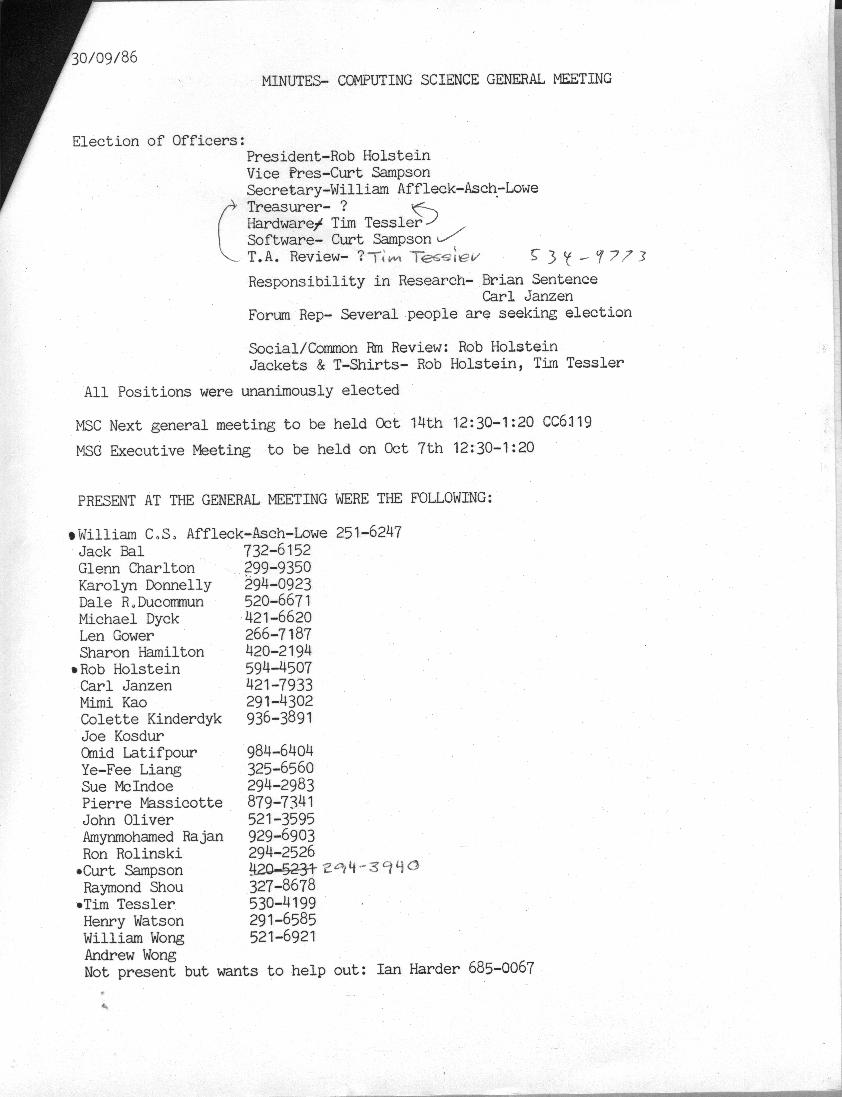 30/09/86
MINUTES- COMPUTING SCIENCE GENERAL MEETING
Election of Officers:
President-Rob Holstein
Vice Pres-Curt Sampson
Secretary-William Affleck-Asch-Lowe
Treasurer- ?
Hardware- Tim Tessler
Software- Curt Sampson
T.A. Review- ? Tim Tessler 534-9773
Responsibility in Research- Brian Sentence
Carl Janzen
Forum Rep- Several people are seeking election
Social/Common Rm Review: Rob Holstein
Jackets & T-Shirts- Rob Holstein, Tim Tessler
All Positions were unanimously elected
MSC Next general meeting to be held Oct 14th 12:30-1:20 CC6119
MSG Executive Meeting to be held on Oct 7th 12:30-1:20
PRESENT AT THE GENERAL MEETING WERE THE FOLLOWING:
•William C.S. Affleck-Asch-Lowe 251-6247
Jack Bal 732-6152
Glenn Charlton 299-9350
Karolyn Donnelly 294-0923
Dale R.Ducommun 520-6671
Michael Dyck 421-6620
Len Gower 266-7187
Sharon Hamilton 420-2194
•Rob Holstein 594-4507
Carl Janzen 421-7933
Mimi Kao 291-4302
Colette Kinderdyk 936-3891
Joe Kosdur
Omid Latifpour 984-6404
Ye-Fee Liang 325-6560
Sue McIndoe 294-2983
Pierre Massicotte 879-7341
John Oliver 521-3595
Amynmohamed Rajan 929-6903
Ron Rolinski 294-2526
•Curt Sampson 420-5231 294-3940
Raymond Shou 327-8678
•Tim Tessler 530-4199
Henry Watson 291-6585
William Wong 521-6921
Andrew Wong
Not present but wants to help out: Ian Harder 685-0067